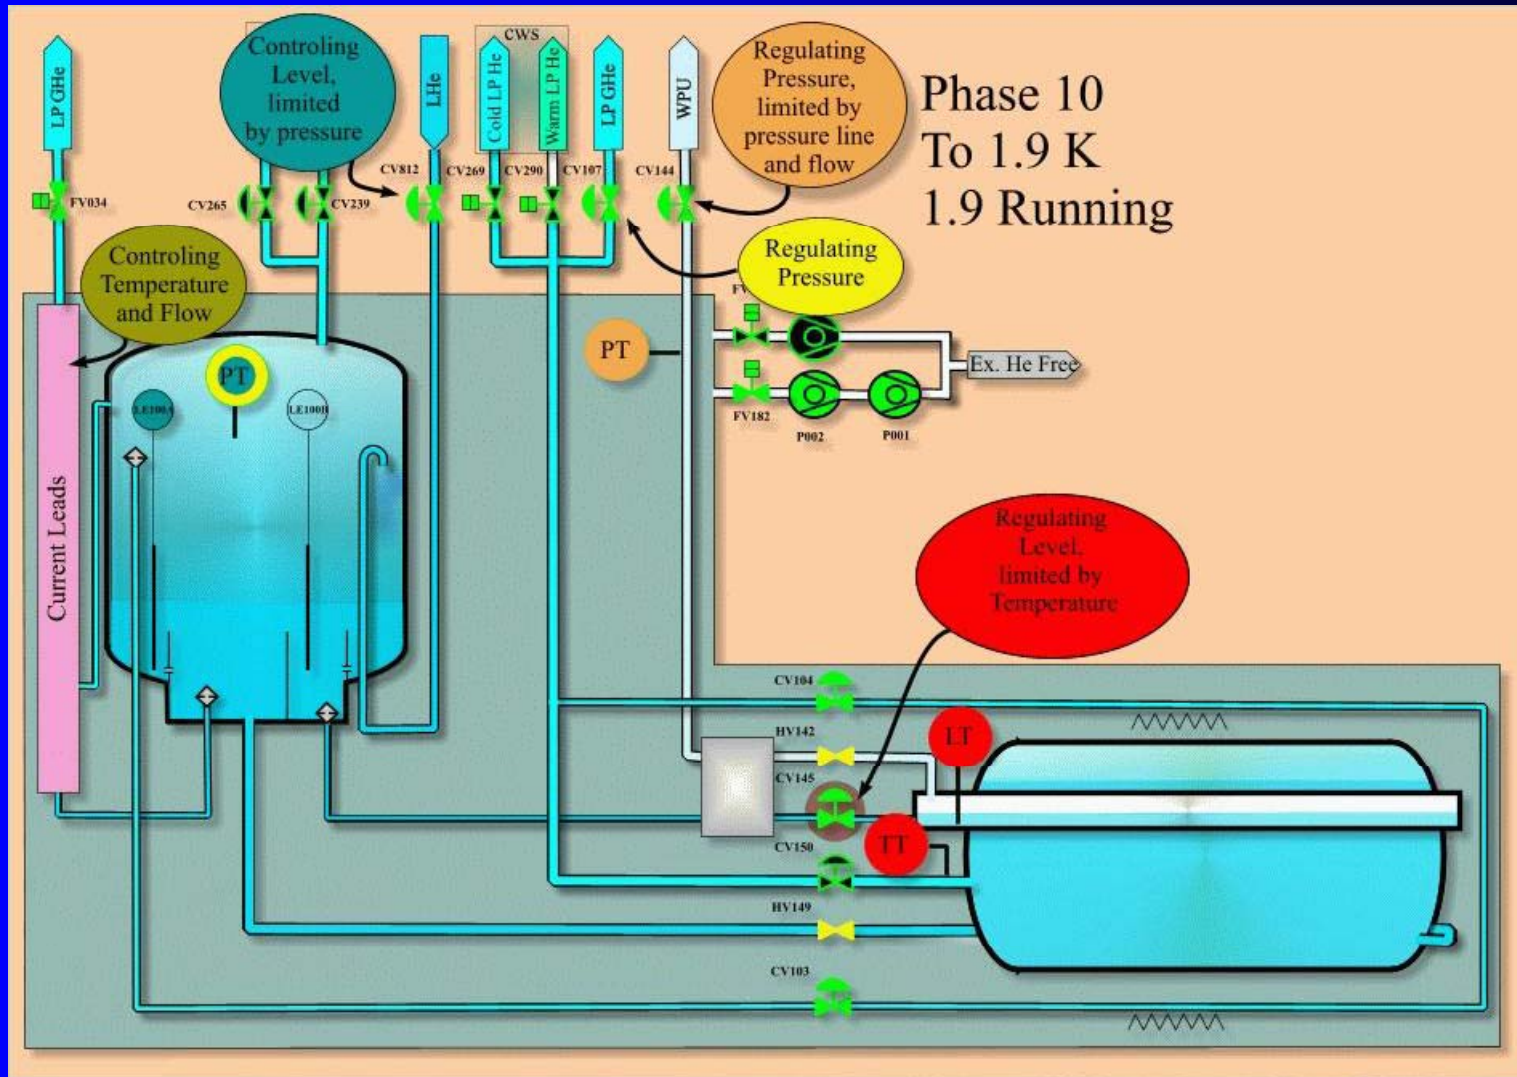 LP GHe
Controling
Level,
limited
by pressure
LHe
CWS
Cold LP He
Warm LP He
LP GHe
WPU
Regulating
Pressure,
limited by
pressure line
and flow
Phase 10
To 1.9 K
1.9 Running
FV034
CV265
CV239
CV812
CV269
CV290
CV107
CV144
Controling
Temperature
and Flow
Regulating
Pressure
FV
PT
PT
Ex. He Free
LE100A
LE100B
FV182
P002
P001
Current Leads
Regulating
Level,
limited by
Temperature
CV104
HV142
LT
CV145
TT
CV150
HV149
CV103